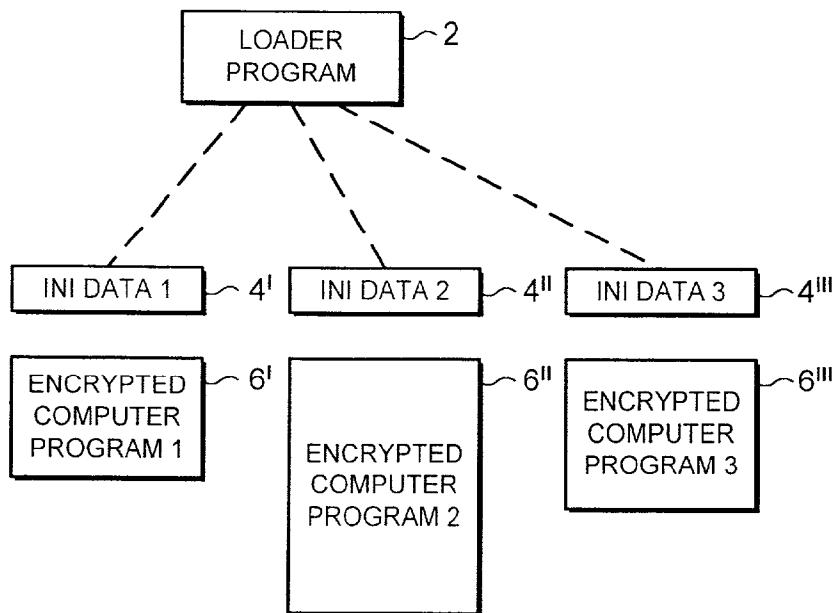 LOADER
PROGRAM
2
INI DATA 1
4I
INI DATA 2
4II
INI DATA 3
4III
ENCRYPTED
COMPUTER
PROGRAM 1
6I
ENCRYPTED
COMPUTER
PROGRAM 2
6II
ENCRYPTED
COMPUTER
PROGRAM 3
6III